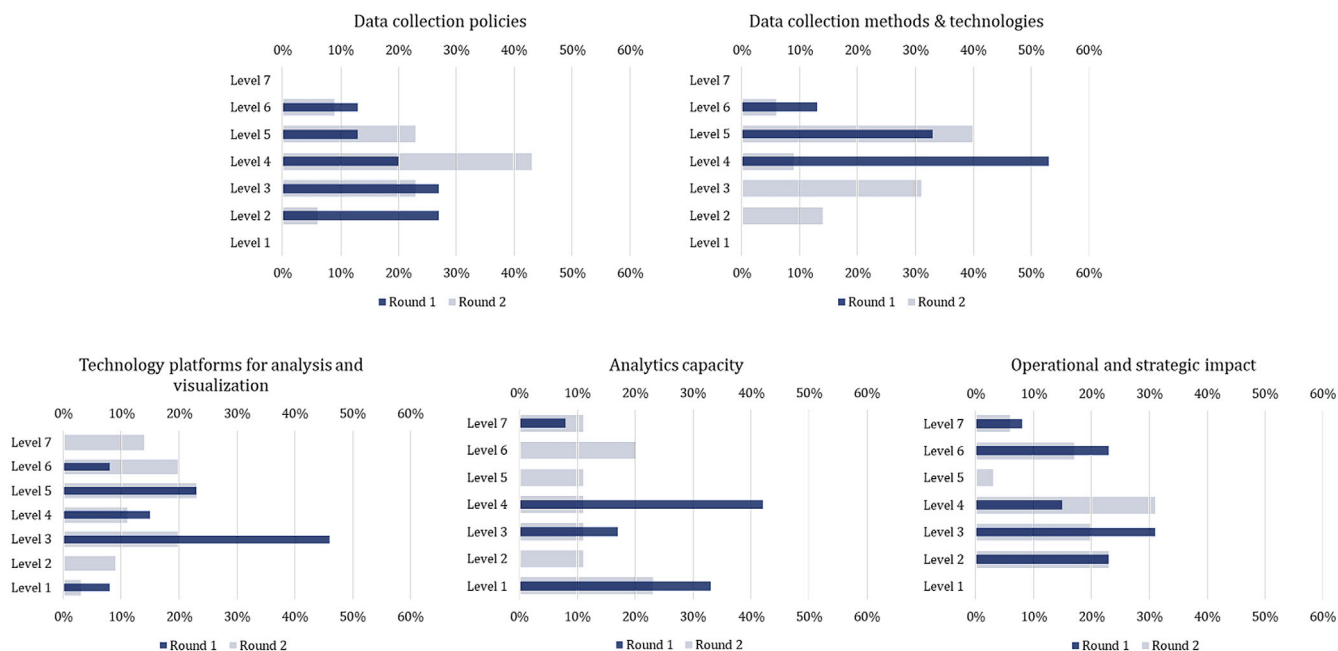 Data collection policies
0% 10% 20% 30% 40% 50% 60%
Level 7
Level 6
Level 5
Level 4
Level 3
Level 2
Level 1
0% 10% 20% 30% 40% 50% 60%
Round 1 Round 2
Data collection methods & technologies
0% 10% 20% 30% 40% 50% 60%
Level 7
Level 6
Level 5
Level 4
Level 3
Level 2
Level 1
0% 10% 20% 30% 40% 50% 60%
Round 1 Round 2
Technology platforms for analysis and
visualization
0% 10% 20% 30% 40% 50% 60%
Level 7
Level 6
Level 5
Level 4
Level 3
Level 2
Level 1
0% 10% 20% 30% 40% 50% 60%
Round 1 Round 2
Analytics capacity
0% 10% 20% 30% 40% 50% 60%
Level 7
Level 6
Level 5
Level 4
Level 3
Level 2
Level 1
0% 10% 20% 30% 40% 50% 60%
Round 1 Round 2
Operational and strategic impact
0% 10% 20% 30% 40% 50% 60%
Level 7
Level 6
Level 5
Level 4
Level 3
Level 2
Level 1
0% 10% 20% 30% 40% 50% 60%
Round 1 Round 2